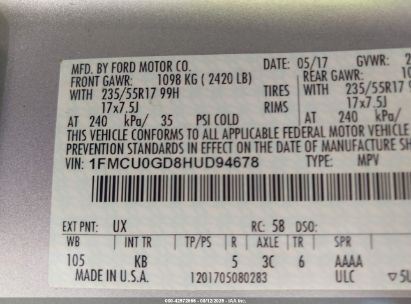 MFD. BY FORD MOTOR CO.
DATE: 05/17 GVWR:
FRONT GAWR: 1098 KG ( 2420 LB)
REAR GAWR:
WITH 235/55R17 99H TIRES 235/55R
17x7.5J RIMS 17x7.5J
AT 240 kPa/ 35 PSI COLD AT 240
THIS VEHICLE CONFORMS TO ALL APPLICABLE FEDERAL MOTOR VEHICLE
PREVENTION STANDARDS IN EFFECT ON THE DATE OF MANUFACTURE
VIN: 1FMCU0GD8HUD94678 TYPE: MPV
EXT PNT: UX RC: 58 DSO:
WB INT TR TP/PS R AXLE TR SPR
105 KB 5 3C 6 AAAA
MADE IN U.S.A. 1201705080283 ULC